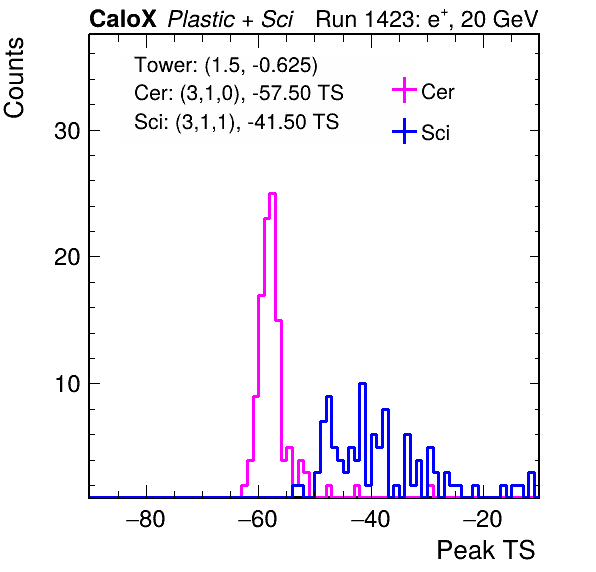 CaloX Plastic + Sci Run 1423: e⁺, 20 GeV
Counts
Tower: (1.5, -0.625)
Cer: (3,1,0), -57.50 TS
Sci: (3,1,1), -41.50 TS
Cer
Sci
30
20
10
−80 −60 −40 −20
Peak TS